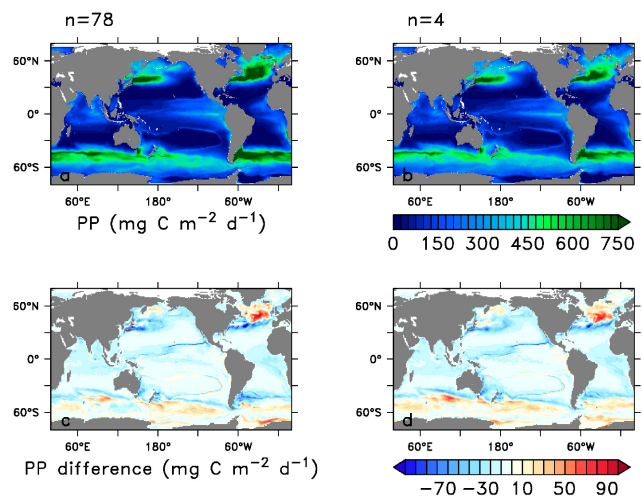 n=78 n=4
60°N 60°N
0° 0°
60°S 60°S
a b
60°E 180° 60°W 60°E 180° 60°W
PP (mg C m⁻² d⁻¹)
0 150 300 450 600 750
60°N 60°N
0° 0°
60°S 60°S
c d
60°E 180° 60°W 60°E 180° 60°W
PP difference (mg C m⁻² d⁻¹)
−70 −30 10 50 90